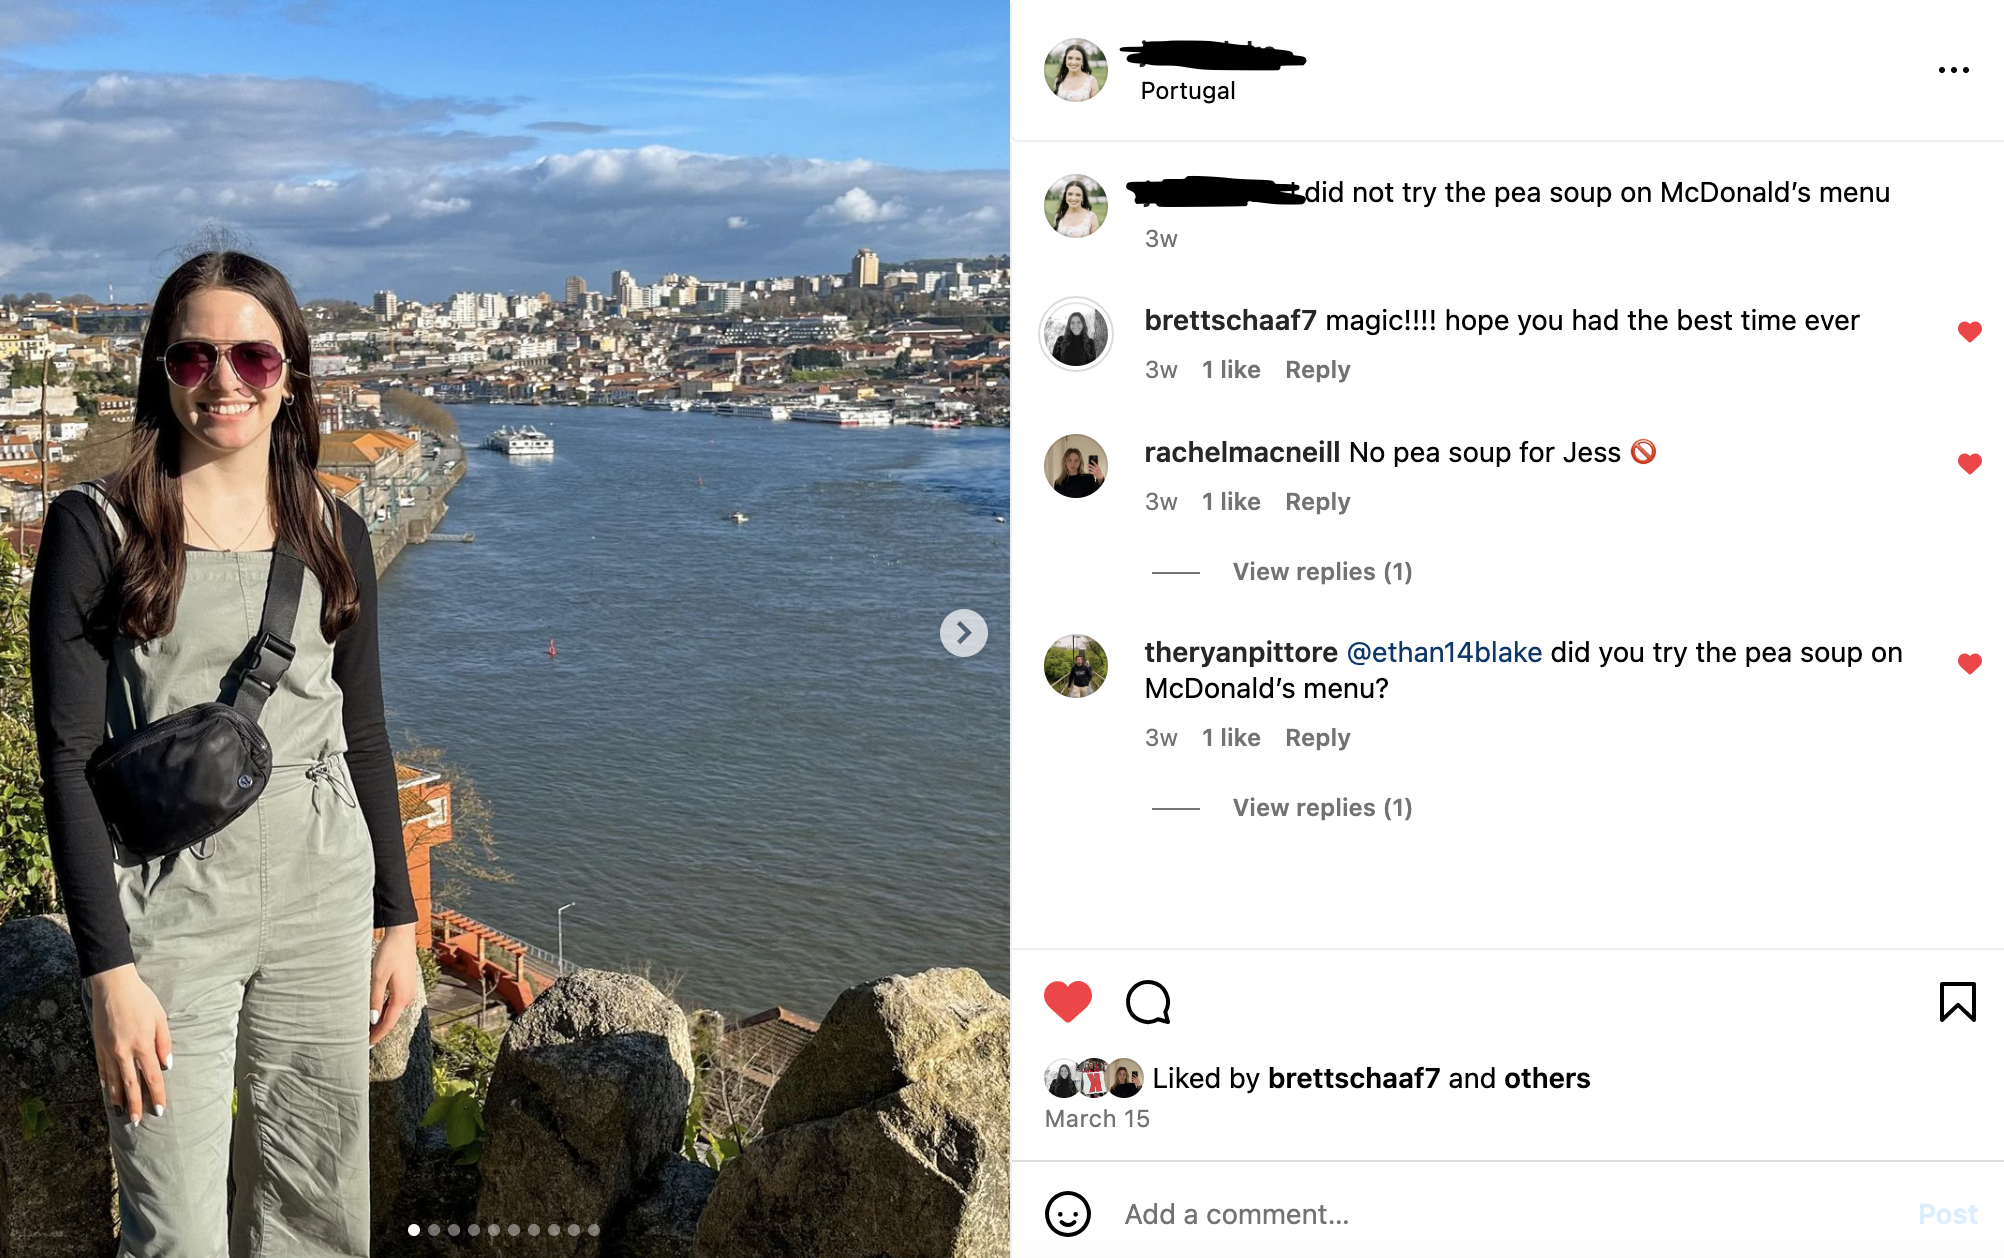 Portugal
did not try the pea soup on McDonald’s menu
3w
brettschaaf7 magic!!!! hope you had the best time ever
3w 1 like Reply
rachelmacneill No pea soup for Jess 🚫
3w 1 like Reply
View replies (1)
theryanpittore @ethan14blake did you try the pea soup on
McDonald’s menu?
3w 1 like Reply
View replies (1)
Liked by brettschaaf7 and others
March 15
Add a comment...
Post